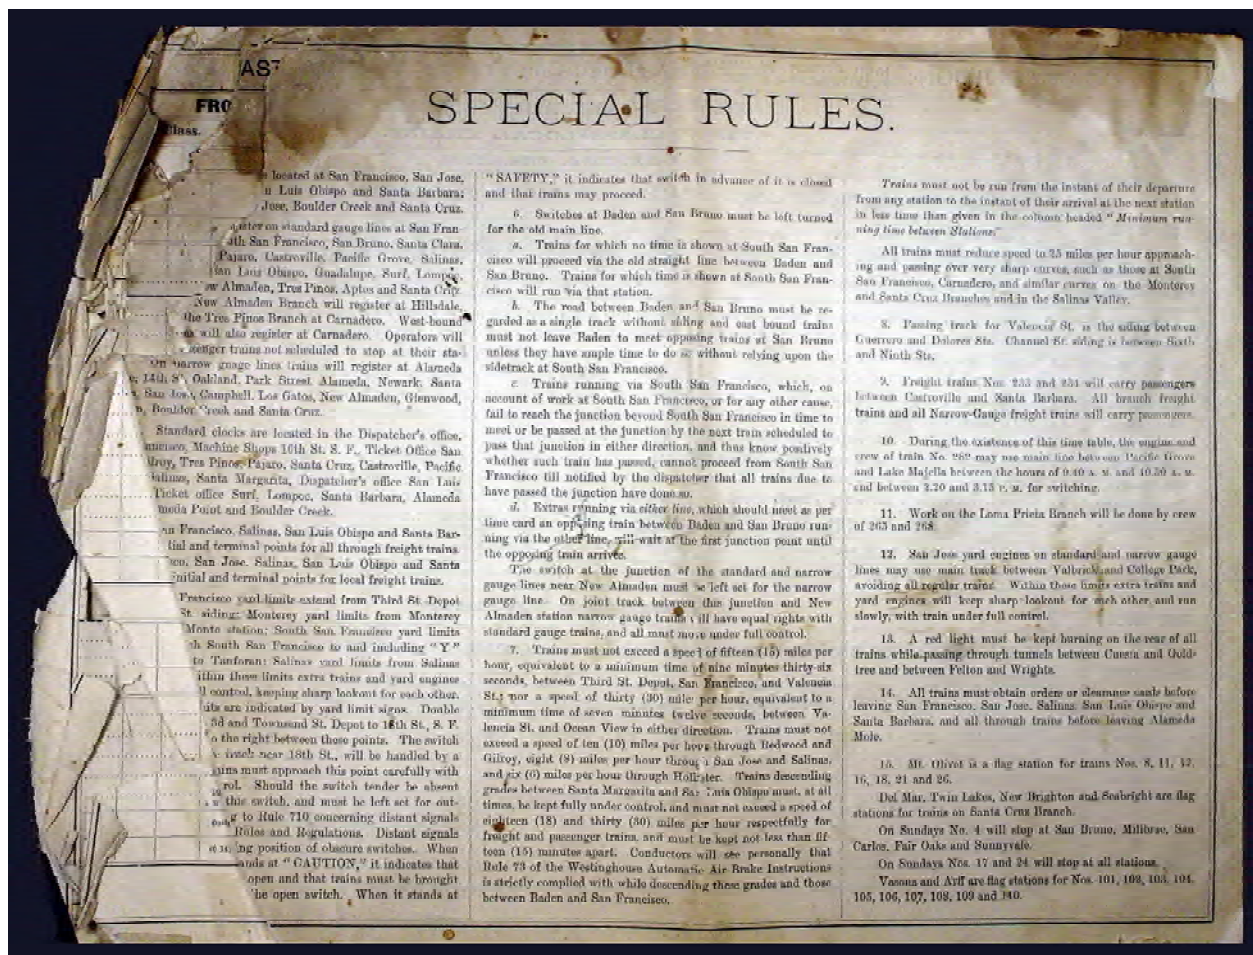 AST
FRO
class.
SPECIAL RULES.
located at San Francisco, San Jose,
Luis Obispo and Santa Barbara;
Jose, Boulder Creek and Santa Cruz.
on standard gauge lines at San Fran-
San Francisco, San Bruno, Santa Clara,
Pajaro, Castroville, Pacific Grove, Salinas,
San Luis Obispo, Guadalupe, Surf, Lompoc,
Almaden, Tres Pinos, Aptos and Santa Cruz
New Almaden Branch will register at Hillsdale,
the Tres Pinos Branch at Carnadero. West-bound
will also register at Carnadero. Operators will
trains not scheduled to stop at their sta-
On narrow guage lines trains will register at Alameda
14th St., Oakland, Park Street, Alameda, Newark, Santa
San Jose, Campbell, Los Gatos, New Almaden, Glenwood,
Boulder Creek and Santa Cruz.
Standard clocks are located in the Dispatcher's office,
Machine Shops 16th St. S. F., Ticket Office San
Tres Pinos, Pajaro, Santa Cruz, Castroville, Pacific
Salinas, Santa Margarita, Dispatcher's office San Luis
Ticket office Surf, Lompoc, Santa Barbara, Alameda
Point and Boulder Creek.
San Francisco, Salinas, San Luis Obispo and Santa Bar-
and terminal points for all through freight trains.
San Jose, Salinas, San Luis Obispo and Santa
initial and terminal points for local freight trains.
Francisco yard limits extend from Third St. Depot
St. siding; Monterey yard limits from Monterey
Monte station; South San Francisco yard limits
South San Francisco to and including "Y"
to Tanforan; Salinas yard limits from Salinas
within these limits extra trains and yard engines
control, keeping sharp lookout for each other.
are indicated by yard limit signs. Double
3d and Townsend St. Depot to 18th St., S. F.
the right between those points. The switch
track near 18th St., will be handled by a
must approach this point carefully with
Should the switch tender be absent
this switch, and must be left set for out-
to Rule 710 concerning distant signals
Rules and Regulations. Distant signals
position of obscure switches. When
at "CAUTION," it indicates that
open and that trains must be brought
the open switch. When it stands at
"SAFETY," it indicates that switch in advance of it is closed
and that trains may proceed.
6. Switches at Baden and San Bruno must be left turned
for the old main line.
a. Trains for which no time is shown at South San Fran-
cisco will proceed via the old straight line between Baden and
San Bruno. Trains for which time is shown at South San Fran-
cisco will run via that station.
b. The road between Baden and San Bruno must be re-
garded as a single track without siding and east bound trains
must not leave Baden to meet opposing trains at San Bruno
unless they have ample time to do so without relying upon the
sidetrack at South San Francisco.
c. Trains running via South San Francisco, which, on
account of work at South San Francisco, or for any other cause,
fail to reach the junction beyond South San Francisco in time to
meet or be passed at the junction by the next train scheduled to
pass that junction in either direction, and thus know positively
whether such train has passed, cannot proceed from South San
Francisco till notified by the dispatcher that all trains due to
have passed the junction have done so.
d. Extras running via either line, which should meet as per
time card an opposing train between Baden and San Bruno run-
ning via the other line, will wait at the first junction point until
the opposing train arrives.
The switch at the junction of the standard and narrow
gauge lines near New Almaden must be left set for the narrow
gauge line. On joint track between this junction and New
Almaden station narrow gauge trains will have equal rights with
standard gauge trains, and all must move under full control.
7. Trains must not exceed a speed of fifteen (15) miles per
hour, equivalent to a minimum time of nine minutes thirty-six
seconds, between Third St. Depot, San Francisco, and Valencia
St.; nor a speed of thirty (30) miles per hour, equivalent to a
minimum time of seven minutes twelve seconds, between Va-
lencia St. and Ocean View in either direction. Trains must not
exceed a speed of ten (10) miles per hour through Redwood and
Gilroy, eight (8) miles per hour through San Jose and Salinas,
and six (6) miles per hour through Hollister. Trains descending
grades between Santa Margarita and San Luis Obispo must, at all
times, be kept fully under control, and must not exceed a speed of
eighteen (18) and thirty (30) miles per hour respectfully for
freight and passenger trains, and must be kept not less than fif-
teen (15) minutes apart. Conductors will see personally that
Rule 73 of the Westinghouse Automatic Air Brake Instructions
is strictly complied with while descending these grades and those
between Baden and San Francisco.
Trains must not be run from the instant of their departure
from any station to the instant of their arrival at the next station
in less time than given in the column headed "Minimum run-
ning time between Stations."
All trains must reduce speed to 25 miles per hour approach-
ing and passing over very sharp curves, such as those at South
San Francisco, Carnadero, and similar curves on the Monterey
and Santa Cruz Branches and in the Salinas Valley.
8. Passing track for Valencia St. is the siding between
Guerrero and Dolores Sts. Channel St. siding is between Sixth
and Ninth Sts.
9. Freight trains Nos. 233 and 234 will carry passengers
between Castroville and Santa Barbara. All branch freight
trains and all Narrow-Gauge freight trains will carry passengers.
10. During the existence of this time table, the engine and
crew of train No. 262 may use main line between Pacific Grove
and Lake Majella between the hours of 9.40 A. M. and 10.50 A. M.
and between 2.20 and 3.15 P. M. for switching.
11. Work on the Loma Prieta Branch will be done by crew
of 265 and 268.
12. San Jose yard engines on standard and narrow gauge
lines may use main track between Valbrick and College Park,
avoiding all regular trains. Within those limits extra trains and
yard engines will keep sharp lookout for each other, and run
slowly, with train under full control.
13. A red light must be kept burning on the rear of all
trains while passing through tunnels between Cuesta and Gold-
tree and between Felton and Wrights.
14. All trains must obtain orders or clearance cards before
leaving San Francisco, San Jose, Salinas, San Luis Obispo and
Santa Barbara, and all through trains before leaving Alameda
Mole.
15. Mt. Olivet is a flag station for trains Nos. 8, 11, 12,
16, 18, 21 and 26.
Del Mar, Twin Lakes, New Brighton and Seabright are flag
stations for trains on Santa Cruz Branch.
On Sundays No. 4 will stop at San Bruno, Millbrae, San
Carlos, Fair Oaks and Sunnyvale.
On Sundays Nos. 17 and 24 will stop at all stations.
Vasona and Ariff are flag stations for Nos. 101, 102, 103, 104,
105, 106, 107, 108, 109 and 140.